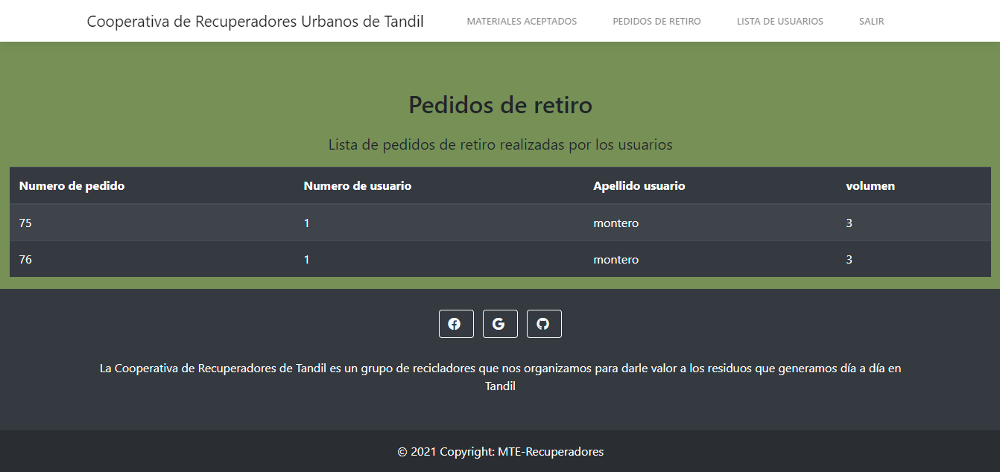 Cooperativa de Recuperadores Urbanos de Tandil MATERIALES ACEPTADOS PEDIDOS DE RETIRO LISTA DE USUARIOS SALIR
Pedidos de retiro
Lista de pedidos de retiro realizadas por los usuarios
Numero de pedido Numero de usuario Apellido usuario volumen
75 1 montero 3
76 1 montero 3
La Cooperativa de Recuperadores de Tandil es un grupo de recicladores que nos organizamos para darle valor a los residuos que generamos día a día en
Tandil
© 2021 Copyright: MTE-Recuperadores